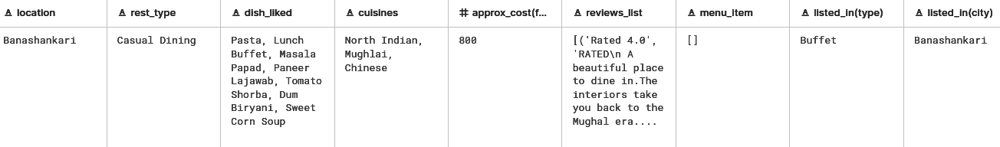 location rest_type dish_liked cuisines # approx_cost(f... reviews_list menu_item listed_in(type) listed_in(city)
Banashankari Casual Dining Pasta, Lunch North Indian, 800 [('Rated 4.0', [] Buffet Banashankari
Buffet, Masala Mughlai, 'RATED\n A
Papad, Paneer Chinese beautiful place
Lajawab, Tomato to dine in.The
Shorba, Dum interiors take
Biryani, Sweet you back to the
Corn Soup Mughal era....